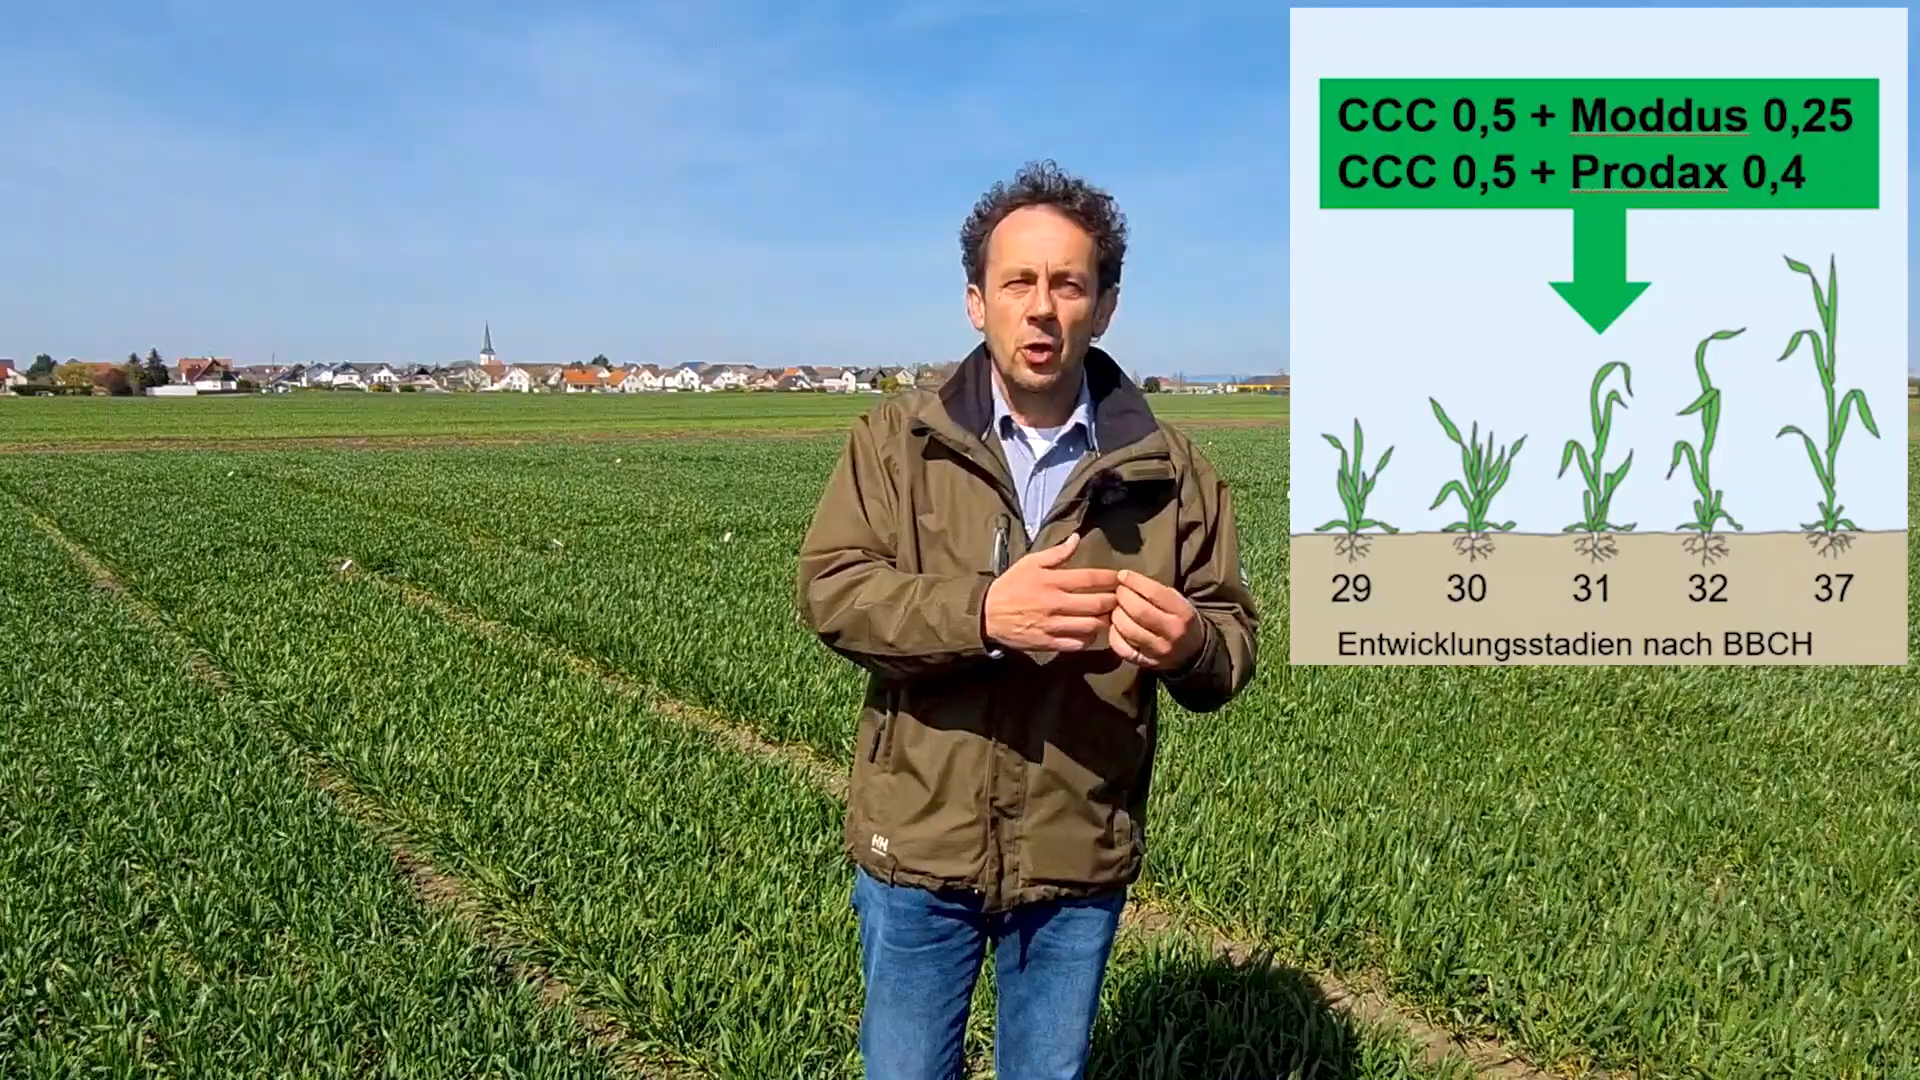 CCC 0,5 + Moddus 0,25
CCC 0,5 + Prodax 0,4
29 30 31 32 37
Entwicklungsstadien nach BBCH
HH